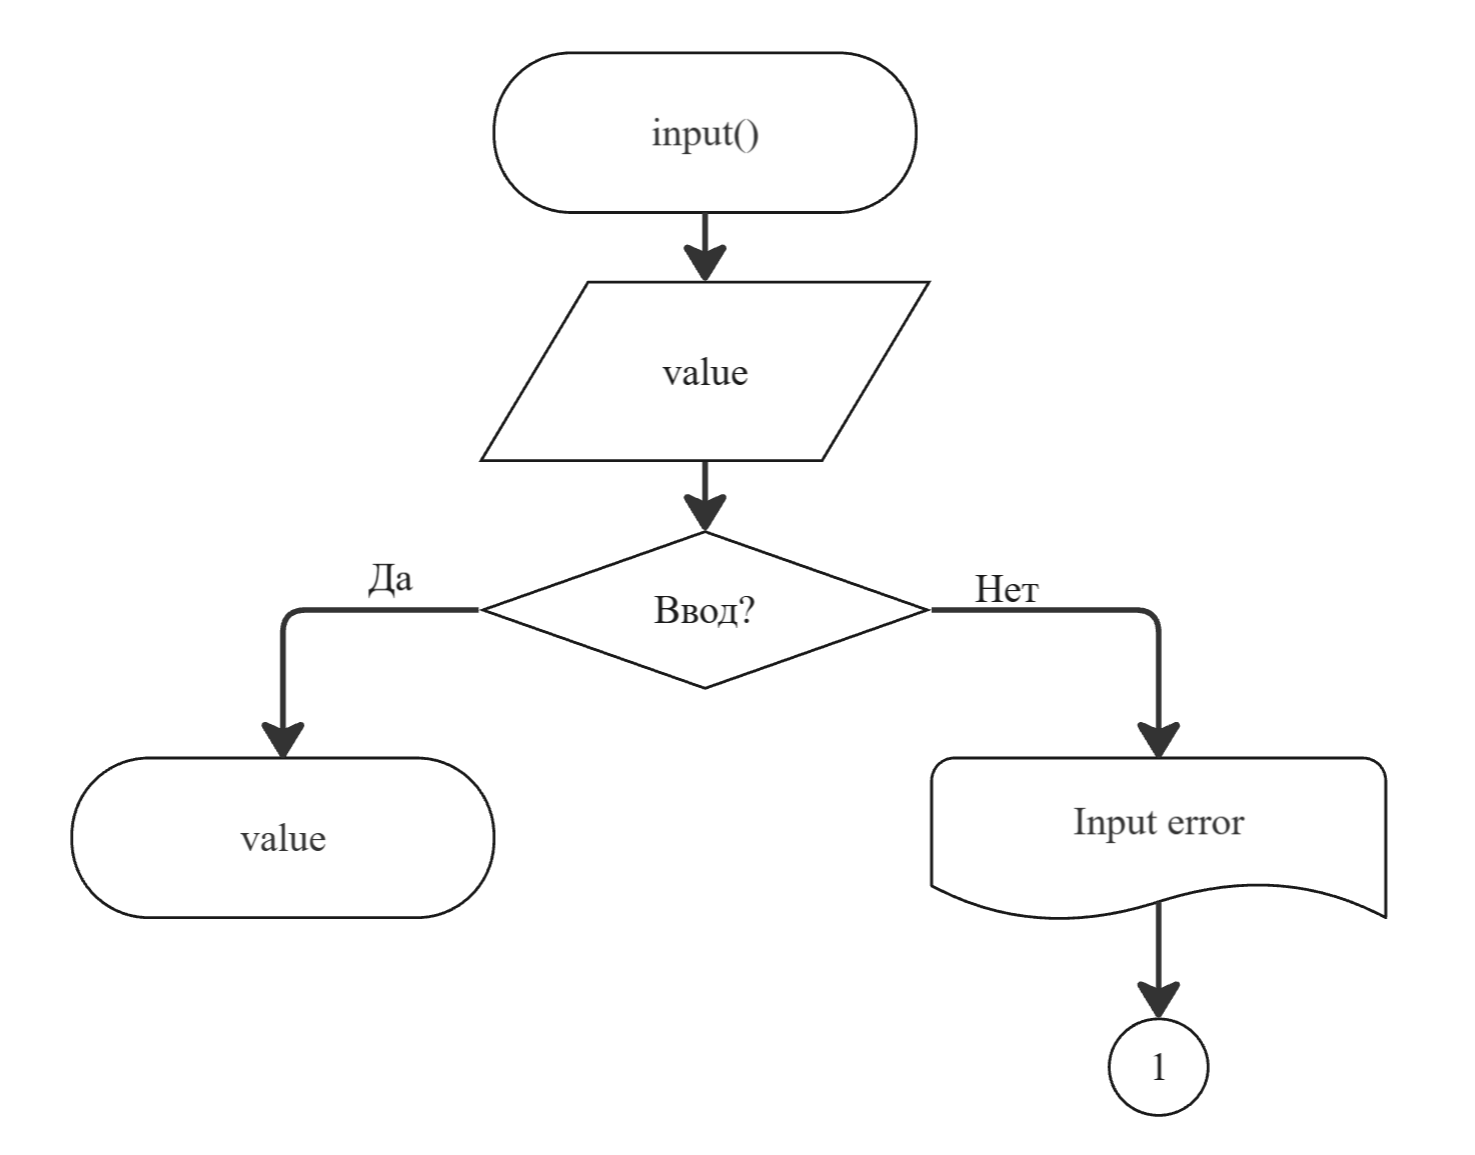 input()
value
Ввод?
Да
Нет
value
Input error
1